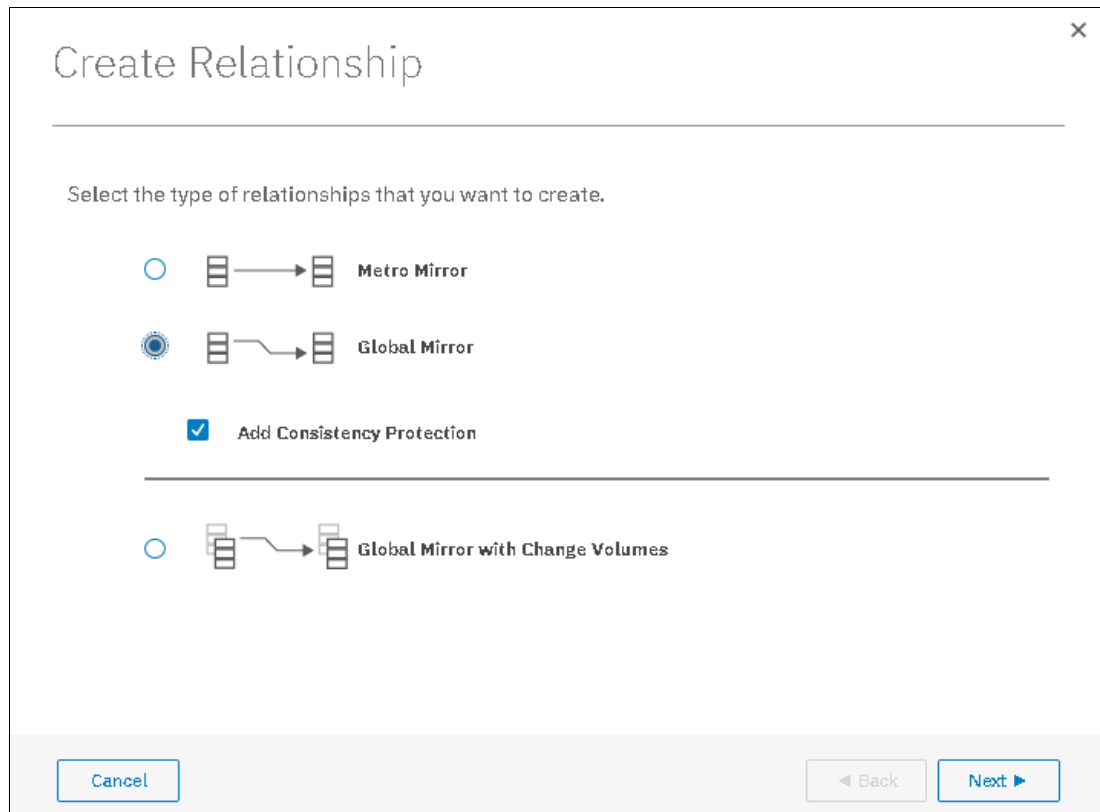 Create Relationship
Select the type of relationships that you want to create.
Metro Mirror
Global Mirror
Add Consistency Protection
Global Mirror with Change Volumes
Cancel
Back
Next